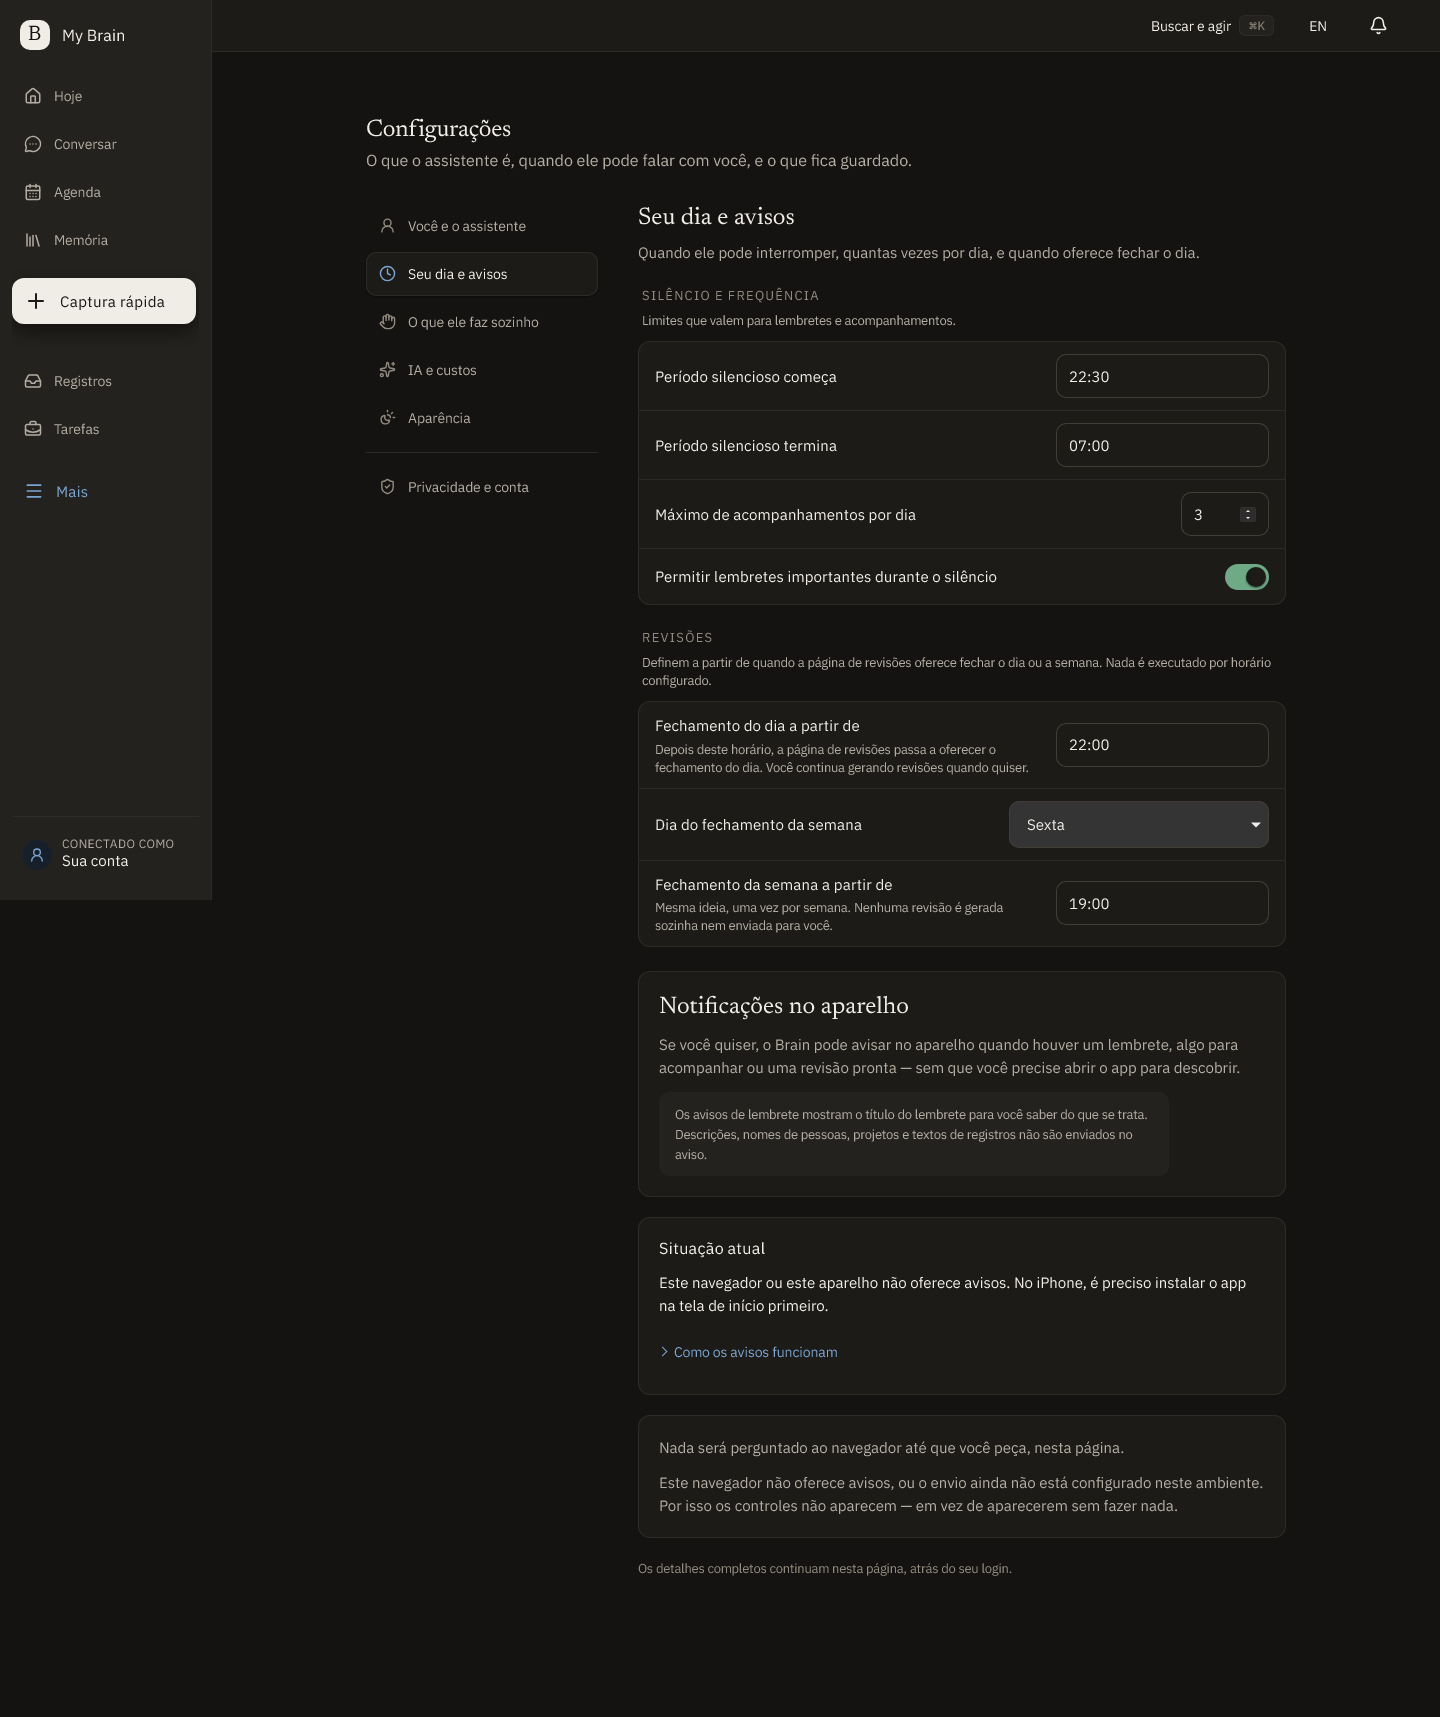 B My Brain
Buscar e agir ⌘K EN
Hoje
Conversar
Agenda
Memória
Captura rápida
Registros
Tarefas
Mais
CONECTADO COMO
Sua conta
Configurações
O que o assistente é, quando ele pode falar com você, e o que fica guardado.
Você e o assistente
Seu dia e avisos
O que ele faz sozinho
IA e custos
Aparência
Privacidade e conta
Seu dia e avisos
Quando ele pode interromper, quantas vezes por dia, e quando oferece fechar o dia.
SILÊNCIO E FREQUÊNCIA
Limites que valem para lembretes e acompanhamentos.
Período silencioso começa 22:30
Período silencioso termina 07:00
Máximo de acompanhamentos por dia 3
Permitir lembretes importantes durante o silêncio
REVISÕES
Definem a partir de quando a página de revisões oferece fechar o dia ou a semana. Nada é executado por horário
configurado.
Fechamento do dia a partir de 22:00
Depois deste horário, a página de revisões passa a oferecer o
fechamento do dia. Você continua gerando revisões quando quiser.
Dia do fechamento da semana Sexta
Fechamento da semana a partir de 19:00
Mesma ideia, uma vez por semana. Nenhuma revisão é gerada
sozinha nem enviada para você.
Notificações no aparelho
Se você quiser, o Brain pode avisar no aparelho quando houver um lembrete, algo para
acompanhar ou uma revisão pronta — sem que você precise abrir o app para descobrir.
Os avisos de lembrete mostram o título do lembrete para você saber do que se trata.
Descrições, nomes de pessoas, projetos e textos de registros não são enviados no
aviso.
Situação atual
Este navegador ou este aparelho não oferece avisos. No iPhone, é preciso instalar o app
na tela de início primeiro.
Como os avisos funcionam
Nada será perguntado ao navegador até que você peça, nesta página.
Este navegador não oferece avisos, ou o envio ainda não está configurado neste ambiente.
Por isso os controles não aparecem — em vez de aparecerem sem fazer nada.
Os detalhes completos continuam nesta página, atrás do seu login.